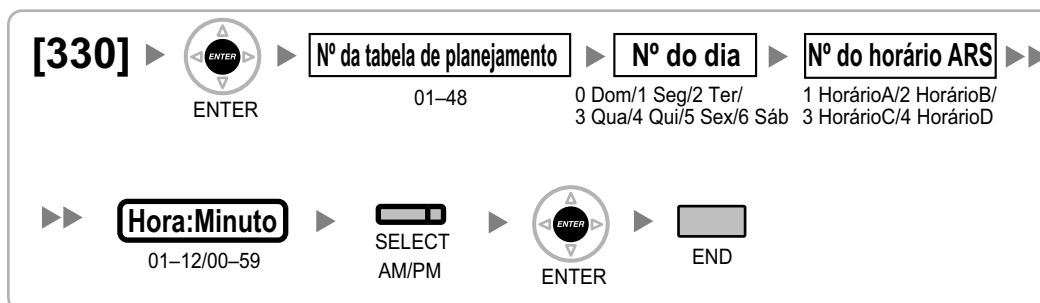 [330]
ENTER
ENTER
Nº da tabela de planejamento
01–48
Nº do dia
0 Dom/1 Seg/2 Ter/
3 Qua/4 Qui/5 Sex/6 Sáb
Nº do horário ARS
1 HorárioA/2 HorárioB/
3 HorárioC/4 HorárioD
Hora:Minuto
01–12/00–59
SELECT
AM/PM
ENTER
ENTER
END